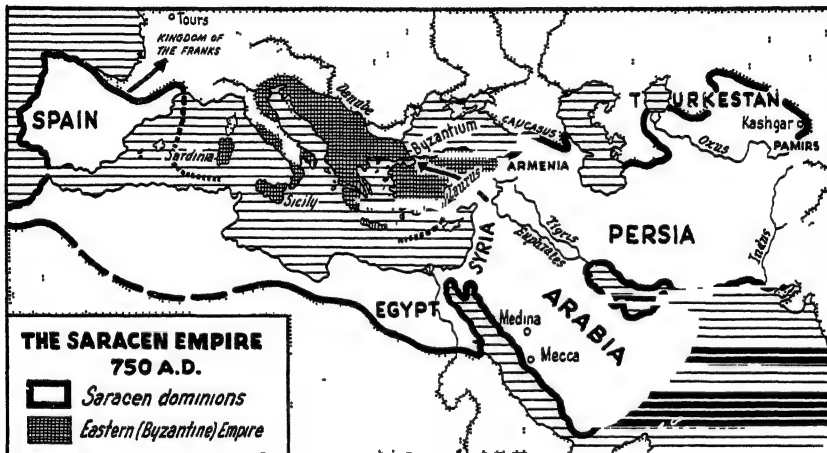 Tours
KINGDOM OF
THE FRANKS
SPAIN
Sardinia
Sicily
Danube
Byzantium
CAUCASUS
ARMENIA
Taurus
TURKESTAN
Kashgar
PAMIRS
Oxus
Tigris
Euphrates
PERSIA
Indus
SYRIA
EGYPT
ARABIA
Medina
Mecca
THE SARACEN EMPIRE
750 A.D.
Saracen dominions
Eastern (Byzantine) Empire